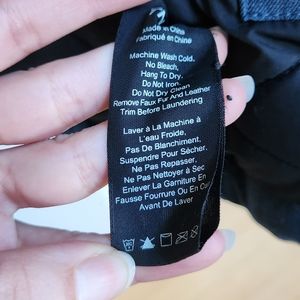 Made in China
Fabriqué en Chine
Machine Wash Cold.
No Bleach,
Hang To Dry.
Do Not Iron.
Do Not Dry Clean
Remove Faux Fur And Leather
Trim Before Laundering
Laver à La Machine à
L'eau Froide,
Pas De Blanchir.
Suspendre Pour Sécher.
Ne Pas Repasser.
Ne Pas Nettoyer à Sec
Enlever La Garniture En
Fausse Fourrure Ou En Cuir
Avant De Laver